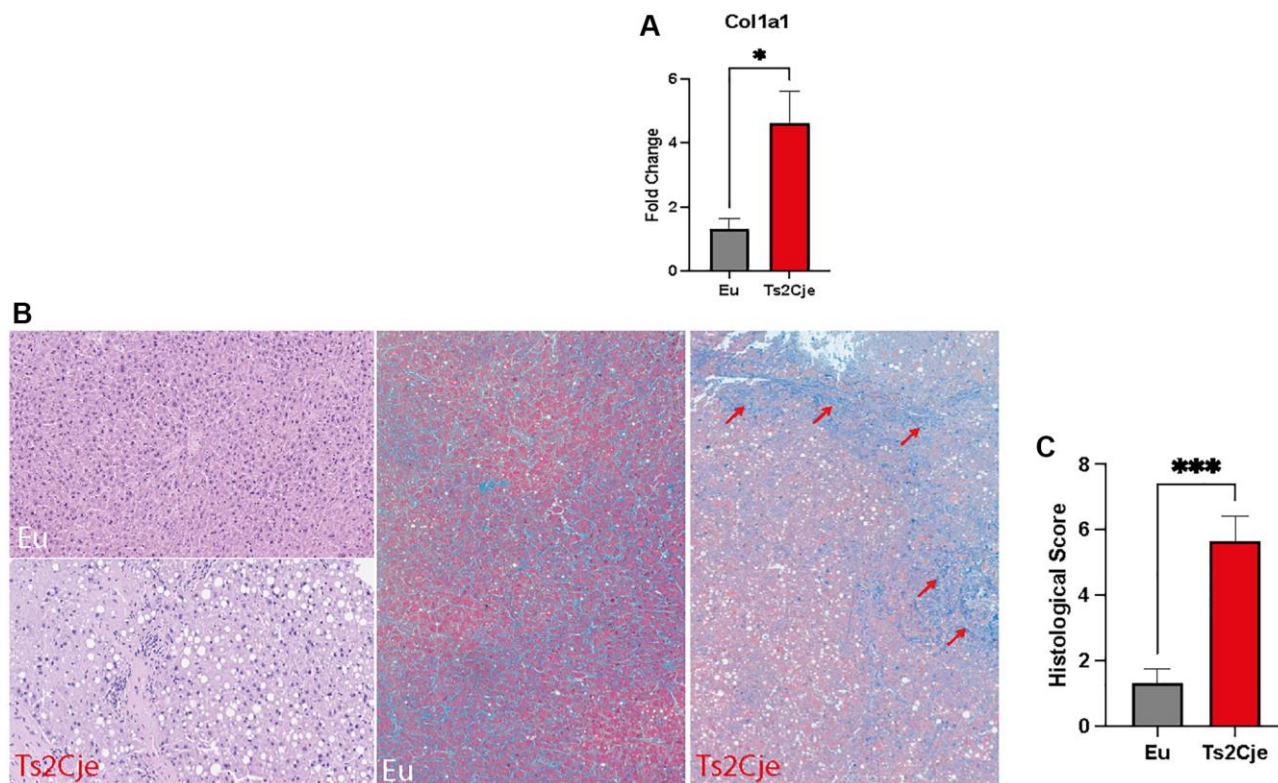 A
Col1a1
*
6
4
2
0
Fold Change
Eu
Ts2Cje
B
Eu
Ts2Cje
Eu
Ts2Cje
C
***
8
6
4
2
0
Histological Score
Eu
Ts2Cje